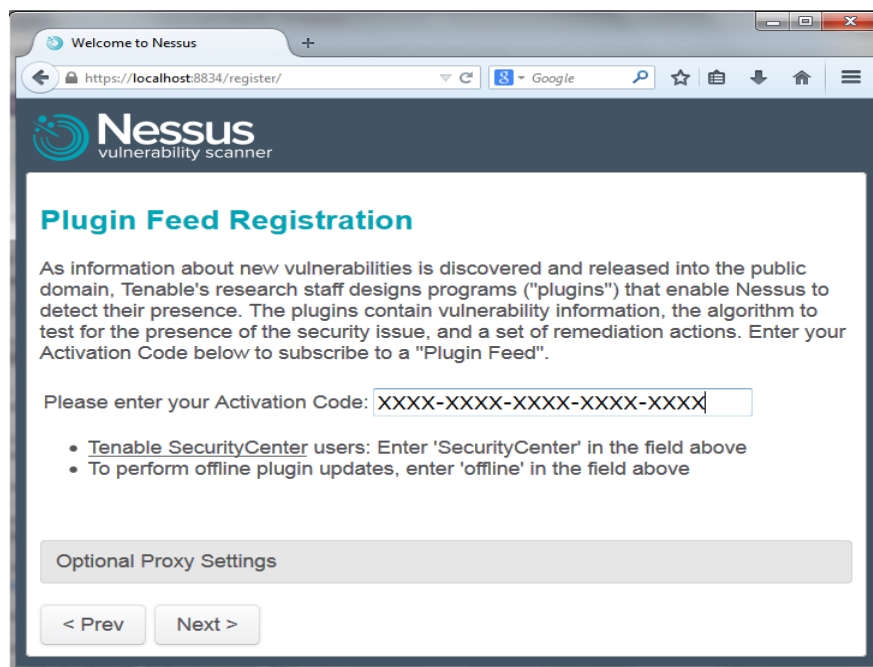 Welcome to Nessus
https://localhost:8834/register/
8 - Google
Nessus
vulnerability scanner
Plugin Feed Registration
As information about new vulnerabilities is discovered and released into the public
domain, Tenable's research staff designs programs ("plugins") that enable Nessus to
detect their presence. The plugins contain vulnerability information, the algorithm to
test for the presence of the security issue, and a set of remediation actions. Enter your
Activation Code below to subscribe to a "Plugin Feed".
Please enter your Activation Code: XXXX-XXXX-XXXX-XXXX-XXXX
• Tenable SecurityCenter users: Enter 'SecurityCenter' in the field above
• To perform offline plugin updates, enter 'offline' in the field above
Optional Proxy Settings
< Prev
Next >